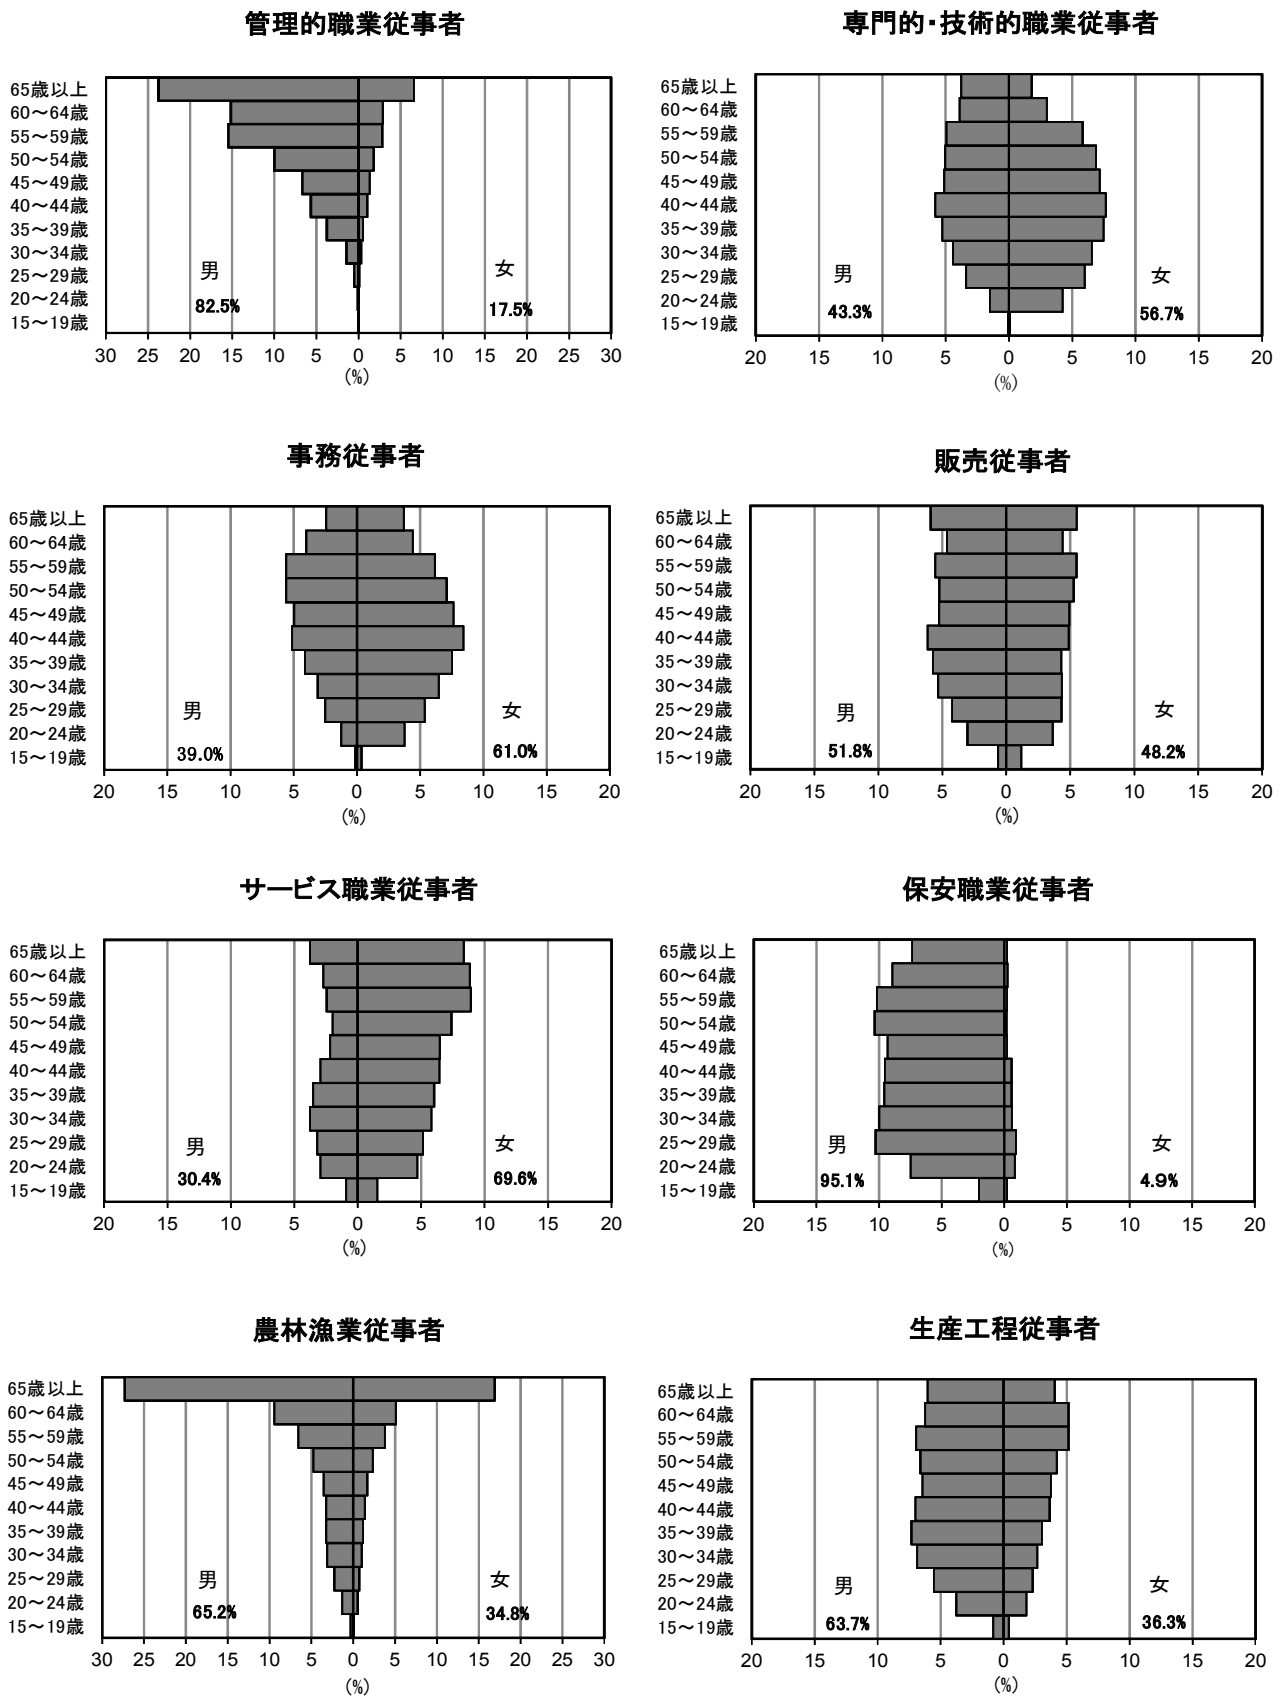 管理的職業従事者
65歳以上
60～64歳
55～59歳
50～54歳
45～49歳
40～44歳
35～39歳
30～34歳
25～29歳
20～24歳
15～19歳
男
82.5%
女
17.5%
30 25 20 15 10 5 0 5 10 15 20 25 30
(%)
専門的・技術的職業従事者
65歳以上
60～64歳
55～59歳
50～54歳
45～49歳
40～44歳
35～39歳
30～34歳
25～29歳
20～24歳
15～19歳
男
43.3%
女
56.7%
20 15 10 5 0 5 10 15 20
(%)
事務従事者
65歳以上
60～64歳
55～59歳
50～54歳
45～49歳
40～44歳
35～39歳
30～34歳
25～29歳
20～24歳
15～19歳
男
39.0%
女
61.0%
20 15 10 5 0 5 10 15 20
(%)
販売従事者
65歳以上
60～64歳
55～59歳
50～54歳
45～49歳
40～44歳
35～39歳
30～34歳
25～29歳
20～24歳
15～19歳
男
51.8%
女
48.2%
20 15 10 5 0 5 10 15 20
(%)
サービス職業従事者
65歳以上
60～64歳
55～59歳
50～54歳
45～49歳
40～44歳
35～39歳
30～34歳
25～29歳
20～24歳
15～19歳
男
30.4%
女
69.6%
20 15 10 5 0 5 10 15 20
(%)
保安職業従事者
65歳以上
60～64歳
55～59歳
50～54歳
45～49歳
40～44歳
35～39歳
30～34歳
25～29歳
20～24歳
15～19歳
男
95.1%
女
4.9%
20 15 10 5 0 5 10 15 20
(%)
農林漁業従事者
65歳以上
60～64歳
55～59歳
50～54歳
45～49歳
40～44歳
35～39歳
30～34歳
25～29歳
20～24歳
15～19歳
男
65.2%
女
34.8%
30 25 20 15 10 5 0 5 10 15 20 25 30
(%)
生産工程従事者
65歳以上
60～64歳
55～59歳
50～54歳
45～49歳
40～44歳
35～39歳
30～34歳
25～29歳
20～24歳
15～19歳
男
63.7%
女
36.3%
20 15 10 5 0 5 10 15 20
(%)